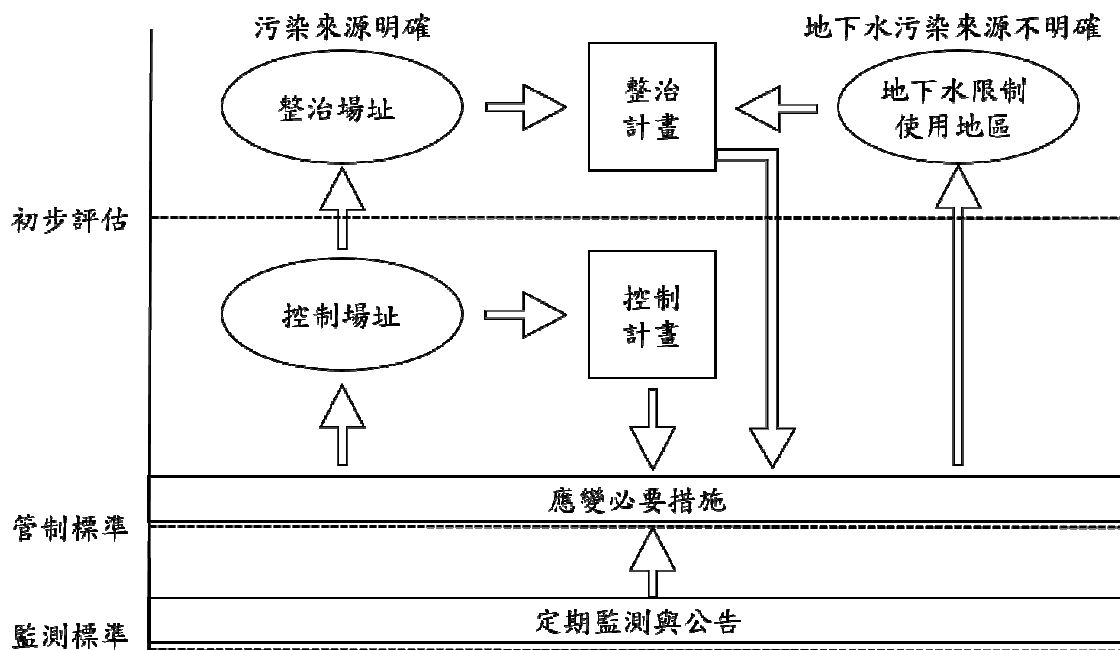 污染來源明確
地下水污染來源不明確
整治場址
整治
計畫
地下水限制
使用地區
初步評估
控制場址
控制
計畫
應變必要措施
管制標準
定期監測與公告
監測標準